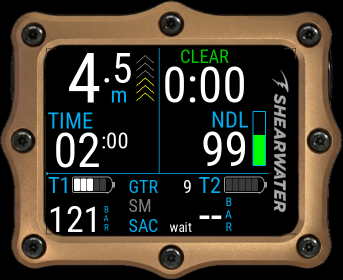 CLEAR
4.5 m
0:00
TIME
NDL
02:00
99
T1 GTR 9 T2
SM
121 BAR SAC wait -- BAR
SHEARWATER